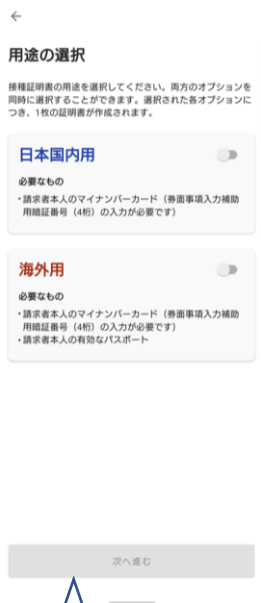 用途の選択
接種証明書の用途を選択してください。両方のオプションを
同時に選択することができます。選択された各オプションに
つき、1枚の証明書が作成されます。
日本国内用
必要なもの
・請求者本人のマイナンバーカード（券面事項入力補助
用暗証番号（4桁）の入力が必要です）
海外用
必要なもの
・請求者本人のマイナンバーカード（券面事項入力補助
用暗証番号（4桁）の入力が必要です）
・請求者本人の有効なパスポート
次へ進む